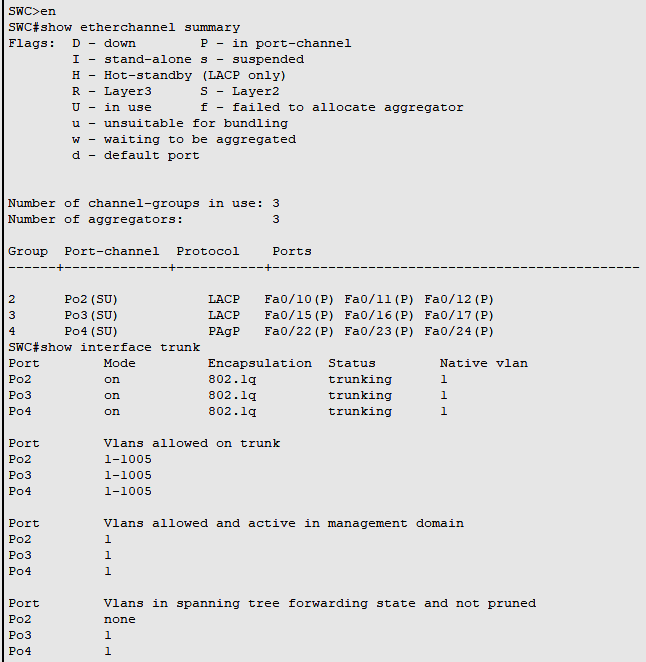 SWC>en
SWC#show etherchannel summary
Flags:  D - down        P - in port-channel
        I - stand-alone s - suspended
        H - Hot-standby (LACP only)
        R - Layer3      S - Layer2
        U - in use      f - failed to allocate aggregator
        u - unsuitable for bundling
        w - waiting to be aggregated
        d - default port
Number of channel-groups in use: 3
Number of aggregators:           3
Group  Port-channel  Protocol    Ports
------+-------------+-----------+----------------------------------------------
2      Po2(SU)           LACP   Fa0/10(P) Fa0/11(P) Fa0/12(P)
3      Po3(SU)           LACP   Fa0/15(P) Fa0/16(P) Fa0/17(P)
4      Po4(SU)           PAgP   Fa0/22(P) Fa0/23(P) Fa0/24(P)
SWC#show interface trunk
Port        Mode         Encapsulation  Status        Native vlan
Po2         on           802.1q         trunking      1
Po3         on           802.1q         trunking      1
Po4         on           802.1q         trunking      1
Port        Vlans allowed on trunk
Po2         1-1005
Po3         1-1005
Po4         1-1005
Port        Vlans allowed and active in management domain
Po2         1
Po3         1
Po4         1
Port        Vlans in spanning tree forwarding state and not pruned
Po2         none
Po3         1
Po4         1